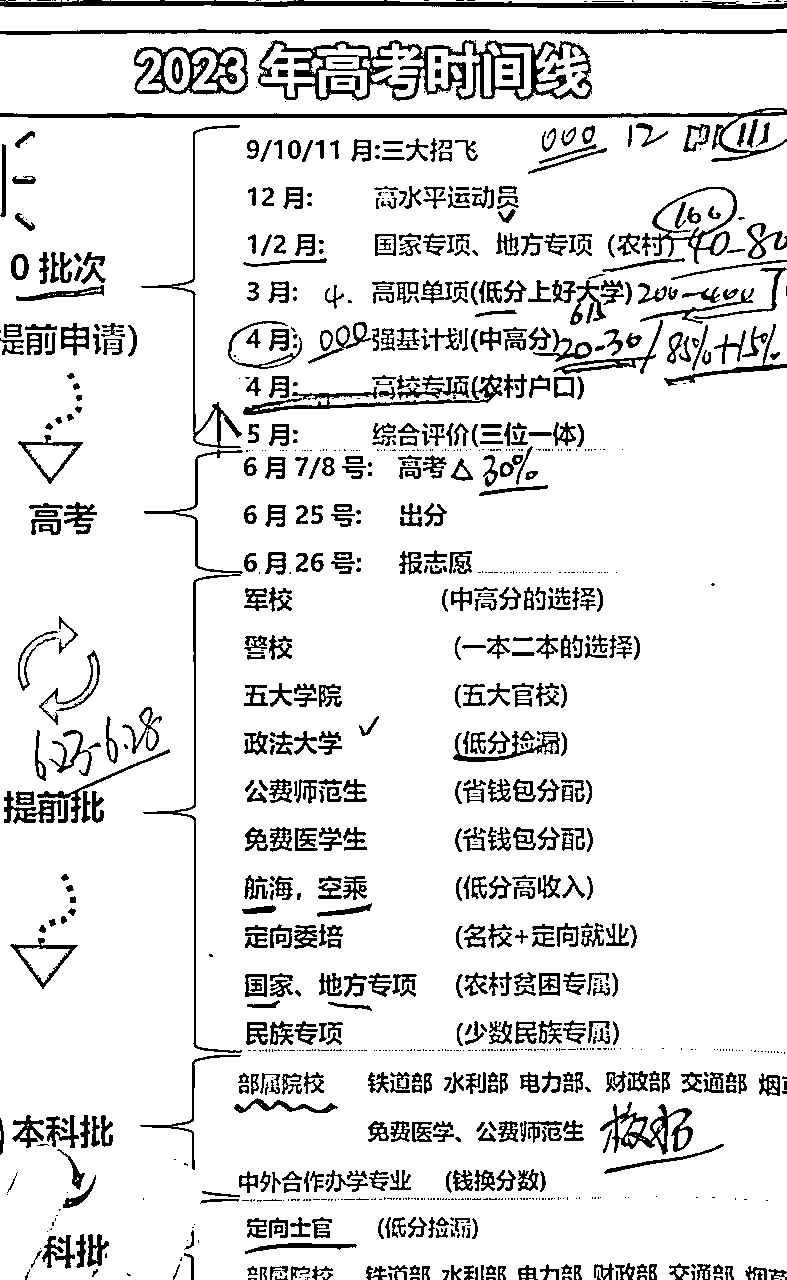 2023 年高考时间线
9/10/11 月:三大招飞 000 12
12 月: 高水平运动员
100
0 批次
1/2 月: 国家专项、地方专项（农村） 40-80
3 月: 4. 高职单项(低分上好大学) 200-400
提前申请)
615
4 月: 000 强基计划(中高分) 20-30 / 85%+15%
4 月: 高校专项(农村户口)
5 月: 综合评价(三位一体)
高考
6 月 7/8 号: 高考 30%
6 月 25 号: 出分
6 月 26 号: 报志愿
提前批
6.27-6.28
军校 (中高分的选择)
警校 (一本二本的选择)
五大学院 (五大官校)
政法大学 (低分捡漏)
公费师范生 (省钱包分配)
免费医学生 (省钱包分配)
航海，空乘 (低分高收入)
定向委培 (名校+定向就业)
国家、地方专项 (农村贫困专属)
民族专项 (少数民族专属)
本科批
部属院校 铁道部 水利部 电力部、财政部 交通部 烟
免费医学、公费师范生 校招
中外合作办学专业 (钱换分数)
科批
定向士官 (低分捡漏)
部属院校 铁道部 水利部 电力部 财政部 交通部 烟